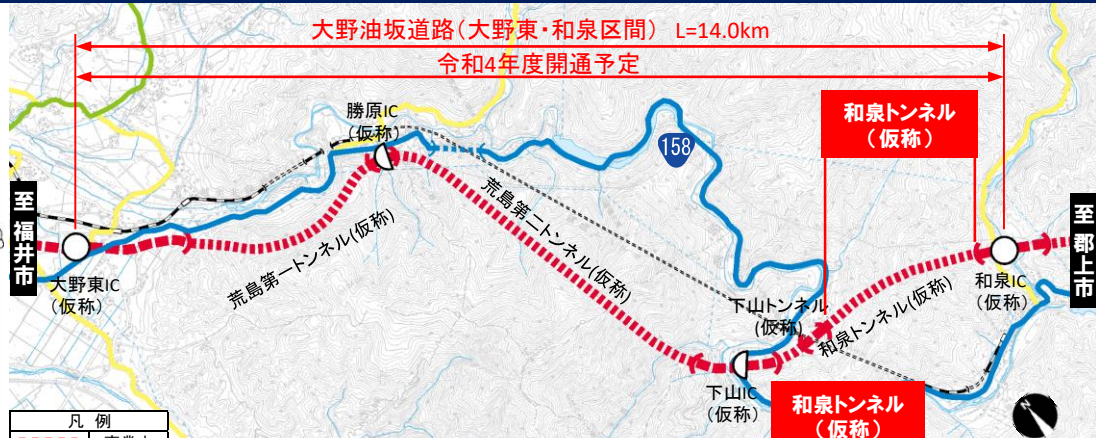 大野油坂道路(大野東・和泉区間) L=14.0km
令和4年度開通予定
勝原IC
(仮称)
和泉トンネル
(仮称)
158
至 福井市
荒島第一トンネル(仮称)
荒島第二トンネル(仮称)
大野東IC
(仮称)
下山トンネル
(仮称)
和泉トンネル(仮称)
和泉IC
(仮称)
至 郡上市
下山IC
(仮称)
和泉トンネル
(仮称)
凡 例
N